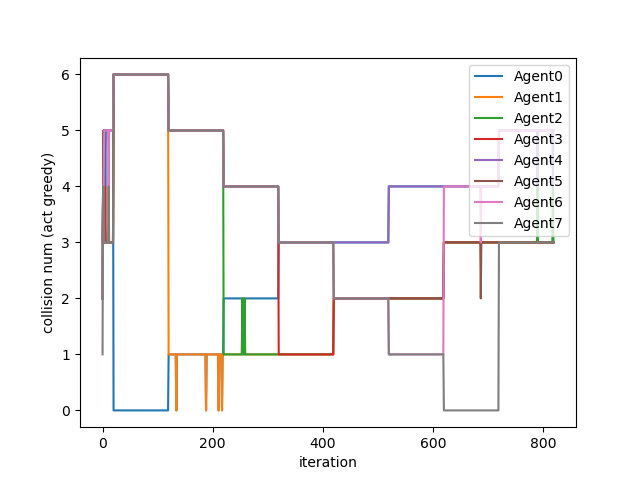 collision num (act greedy)
6
5
4
3
2
1
0
0
200
400
600
800
iteration
Agent0
Agent1
Agent2
Agent3
Agent4
Agent5
Agent6
Agent7